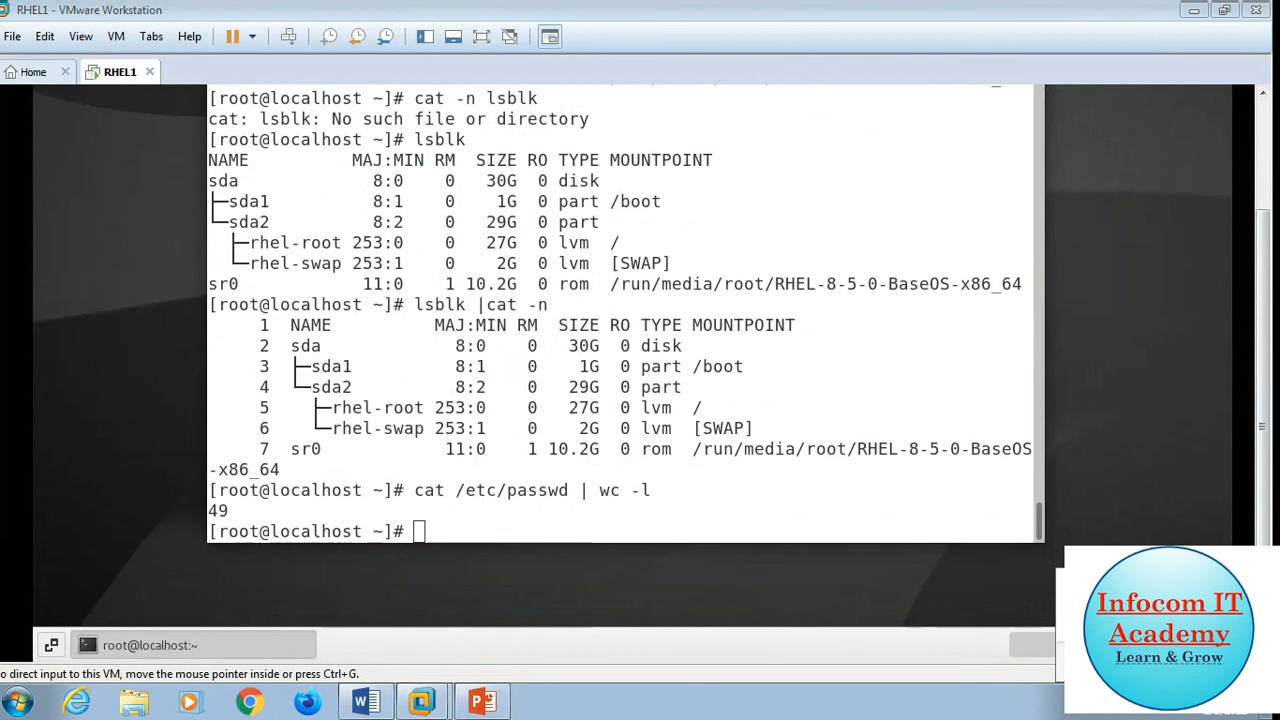 RHEL1 - VMware Workstation
File Edit View VM Tabs Help
Home RHEL1
[root@localhost ~]# cat -n lsblk
cat: lsblk: No such file or directory
[root@localhost ~]# lsblk
NAME MAJ:MIN RM SIZE RO TYPE MOUNTPOINT
sda 8:0 0 30G 0 disk
├─sda1 8:1 0 1G 0 part /boot
└─sda2 8:2 0 29G 0 part
├─rhel-root 253:0 0 27G 0 lvm /
└─rhel-swap 253:1 0 2G 0 lvm [SWAP]
sr0 11:0 1 10.2G 0 rom /run/media/root/RHEL-8-5-0-BaseOS-x86_64
[root@localhost ~]# lsblk |cat -n
1 NAME MAJ:MIN RM SIZE RO TYPE MOUNTPOINT
2 sda 8:0 0 30G 0 disk
3 ├─sda1 8:1 0 1G 0 part /boot
4 └─sda2 8:2 0 29G 0 part
5 ├─rhel-root 253:0 0 27G 0 lvm /
6 └─rhel-swap 253:1 0 2G 0 lvm [SWAP]
7 sr0 11:0 1 10.2G 0 rom /run/media/root/RHEL-8-5-0-BaseOS
-x86_64
[root@localhost ~]# cat /etc/passwd | wc -l
49
[root@localhost ~]#
Infocom IT
Academy
Learn & Grow
root@localhost:~
o direct input to this VM, move the mouse pointer inside or press Ctrl+G.